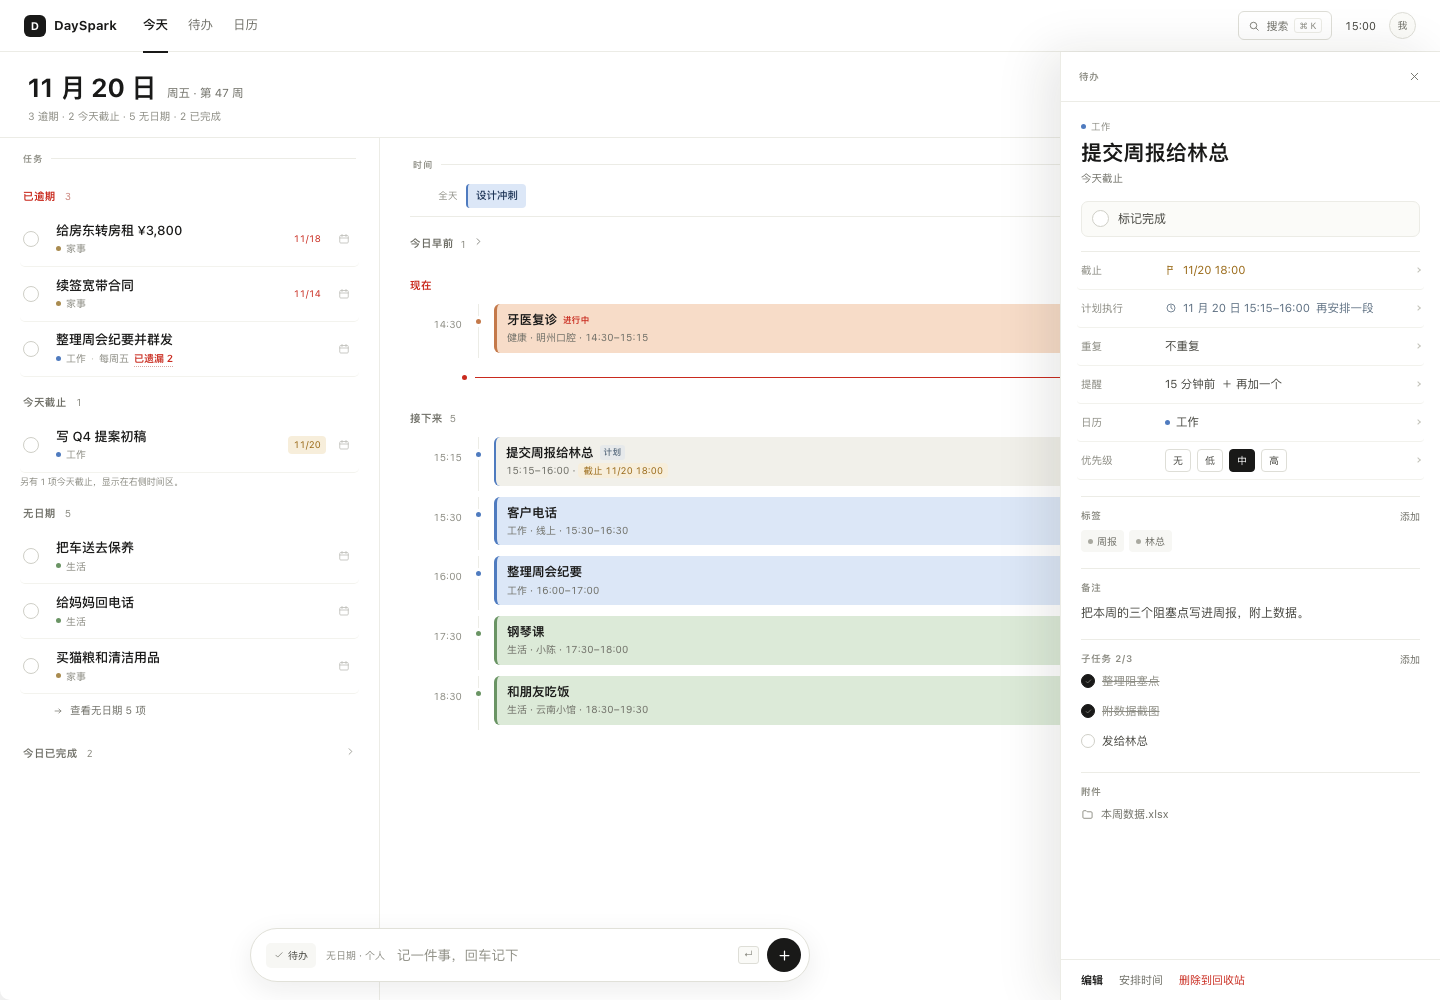 D DaySpark 今天 待办 日历 搜索 ⌘ K 15:00 我
11 月 20 日 周五 · 第 47 周
3 逾期 · 2 今天截止 · 5 无日期 · 2 已完成
任务
已逾期 3
给房东转房租 ¥3,800 11/18
家事
续签宽带合同 11/14
家事
整理周会纪要并群发
工作 · 每周五 已遗漏 2
今天截止 1
写 Q4 提案初稿 11/20
工作
另有 1 项今天截止，显示在右侧时间区。
无日期 5
把车送去保养
生活
给妈妈回电话
生活
买猫粮和清洁用品
家事
→ 查看无日期 5 项
今日已完成 2
时间
全天 设计冲刺
今日早前 1
现在
14:30 牙医复诊 进行中
健康 · 明州口腔 · 14:30–15:15
接下来 5
15:15 提交周报给林总 计划
15:15–16:00 · 截止 11/20 18:00
15:30 客户电话
工作 · 线上 · 15:30–16:30
16:00 整理周会纪要
工作 · 16:00–17:00
17:30 钢琴课
生活 · 小陈 · 17:30–18:00
18:30 和朋友吃饭
生活 · 云南小馆 · 18:30–19:30
待办 无日期 · 个人 记一件事，回车记下
待办
工作
提交周报给林总
今天截止
标记完成
截止 11/20 18:00
计划执行 11 月 20 日 15:15–16:00 再安排一段
重复 不重复
提醒 15 分钟前 + 再加一个
日历 工作
优先级 无 低 中 高
标签 添加
周报 林总
备注
把本周的三个阻塞点写进周报，附上数据。
子任务 2/3 添加
整理阻塞点
附数据截图
发给林总
附件
本周数据.xlsx
编辑 安排时间 删除到回收站